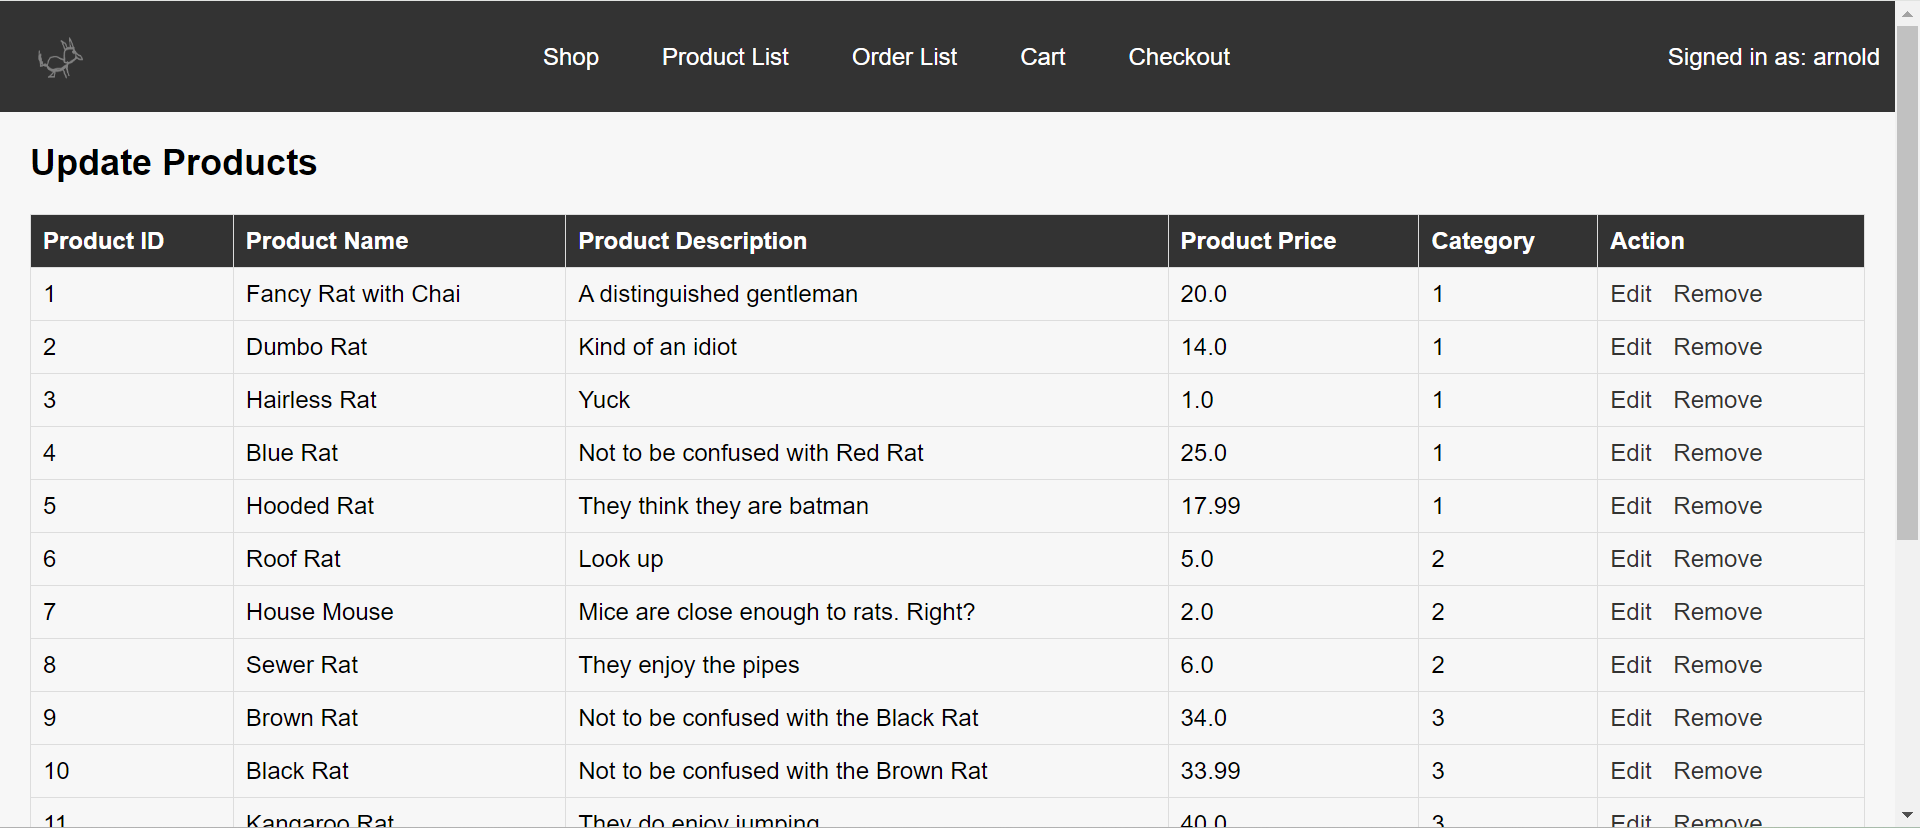 Shop Product List Order List Cart Checkout Signed in as: arnold
Update Products
Product ID Product Name Product Description Product Price Category Action
1 Fancy Rat with Chai A distinguished gentleman 20.0 1 Edit Remove
2 Dumbo Rat Kind of an idiot 14.0 1 Edit Remove
3 Hairless Rat Yuck 1.0 1 Edit Remove
4 Blue Rat Not to be confused with Red Rat 25.0 1 Edit Remove
5 Hooded Rat They think they are batman 17.99 1 Edit Remove
6 Roof Rat Look up 5.0 2 Edit Remove
7 House Mouse Mice are close enough to rats. Right? 2.0 2 Edit Remove
8 Sewer Rat They enjoy the pipes 6.0 2 Edit Remove
9 Brown Rat Not to be confused with the Black Rat 34.0 3 Edit Remove
10 Black Rat Not to be confused with the Brown Rat 33.99 3 Edit Remove
11 Kangaroo Rat They do enjoy jumping 40.0 3 Edit Remove